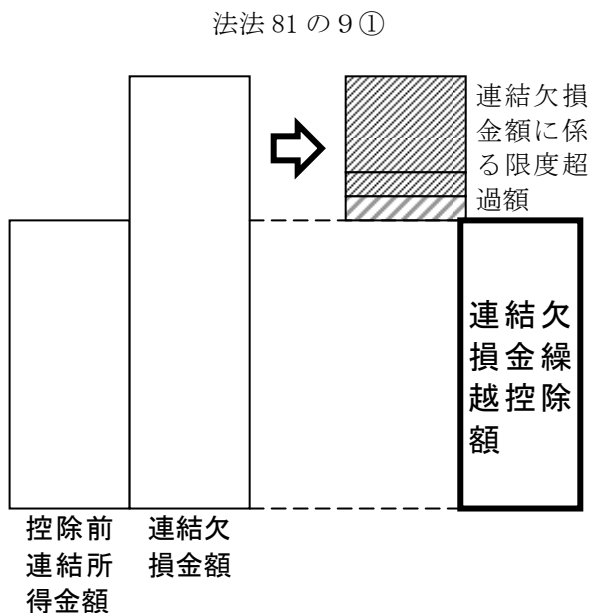 法法 81 の９①
連結欠損
金額に係
る限度超
過額
連結欠
損金繰
越控除
額
控除前
連結所
得金額
連結欠
損金額